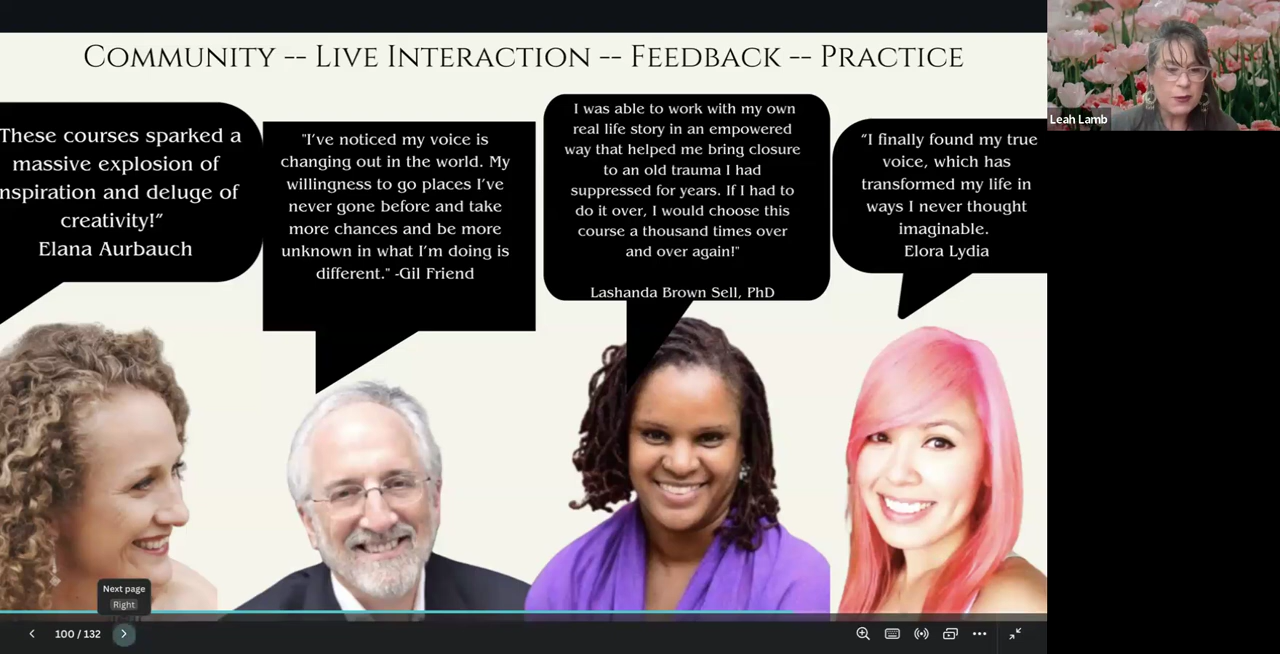 COMMUNITY -- LIVE INTERACTION -- FEEDBACK -- PRACTICE
These courses sparked a
massive explosion of
nspiration and deluge of
creativity!”
Elana Aurbauch
"I’ve noticed my voice is
changing out in the world. My
willingness to go places I’ve
never gone before and take
more chances and be more
unknown in what I’m doing is
different." -Gil Friend
I was able to work with my own
real life story in an empowered
way that helped me bring closure
to an old trauma I had
suppressed for years. If I had to
do it over, I would choose this
course a thousand times over
and over again!"
Lashanda Brown Sell, PhD
“I finally found my true
voice, which has
transformed my life in
ways I never thought
imaginable.
Elora Lydia
Leah Lamb
Next page
Right
100 / 132